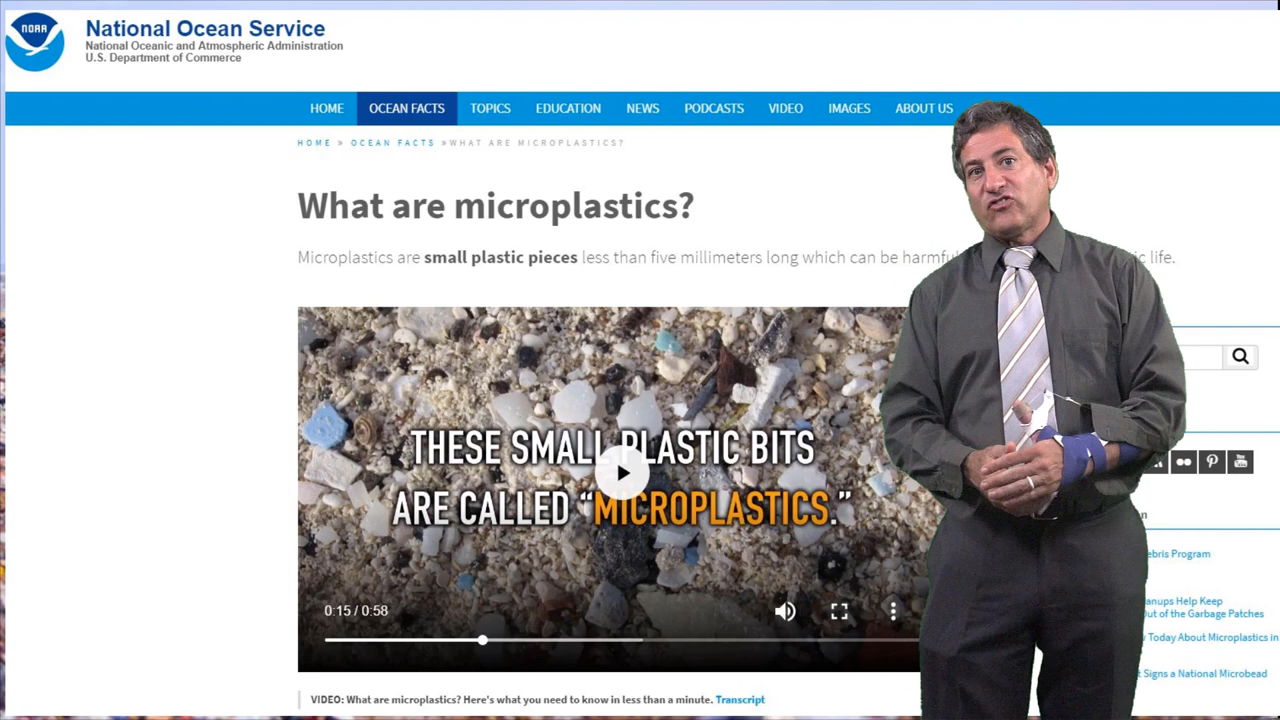 NOAA
National Ocean Service
National Oceanic and Atmospheric Administration
U.S. Department of Commerce
HOME OCEAN FACTS TOPICS EDUCATION NEWS PODCASTS VIDEO IMAGES ABOUT US
HOME » OCEAN FACTS »WHAT ARE MICROPLASTICS?
What are microplastics?
Microplastics are small plastic pieces less than five millimeters long which can be life.
THESE SMALL PLASTIC BITS
ARE CALLED “MICROPLASTICS.”
0:15 / 0:58
VIDEO: What are microplastics? Here's what you need to know in less than a minute. Transcript
You Tube
Program
Help Keep
Out of the Garbage Patches
Today About Microplastics in
Signs a National Microbead